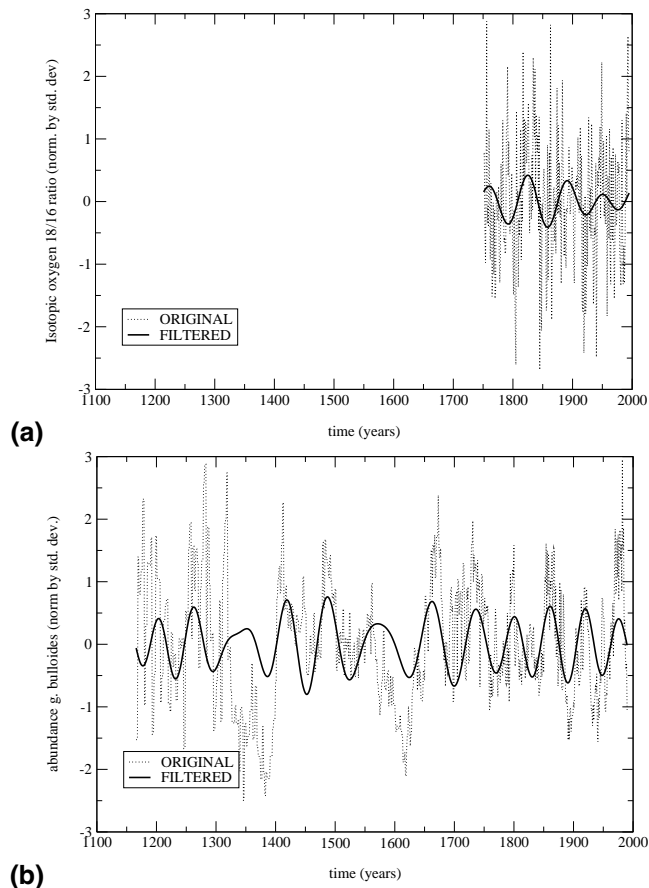 3
2
1
0
-1
-2
-3
Isotopic oxygen 18/16 ratio (norm. by std. dev)
ORIGINAL
FILTERED
1100 1200 1300 1400 1500 1600 1700 1800 1900 2000
time (years)
(a)
3
2
1
0
-1
-2
-3
abundance g. bulloides (norm by std. dev.)
ORIGINAL
FILTERED
1100 1200 1300 1400 1500 1600 1700 1800 1900 2000
time (years)
(b)